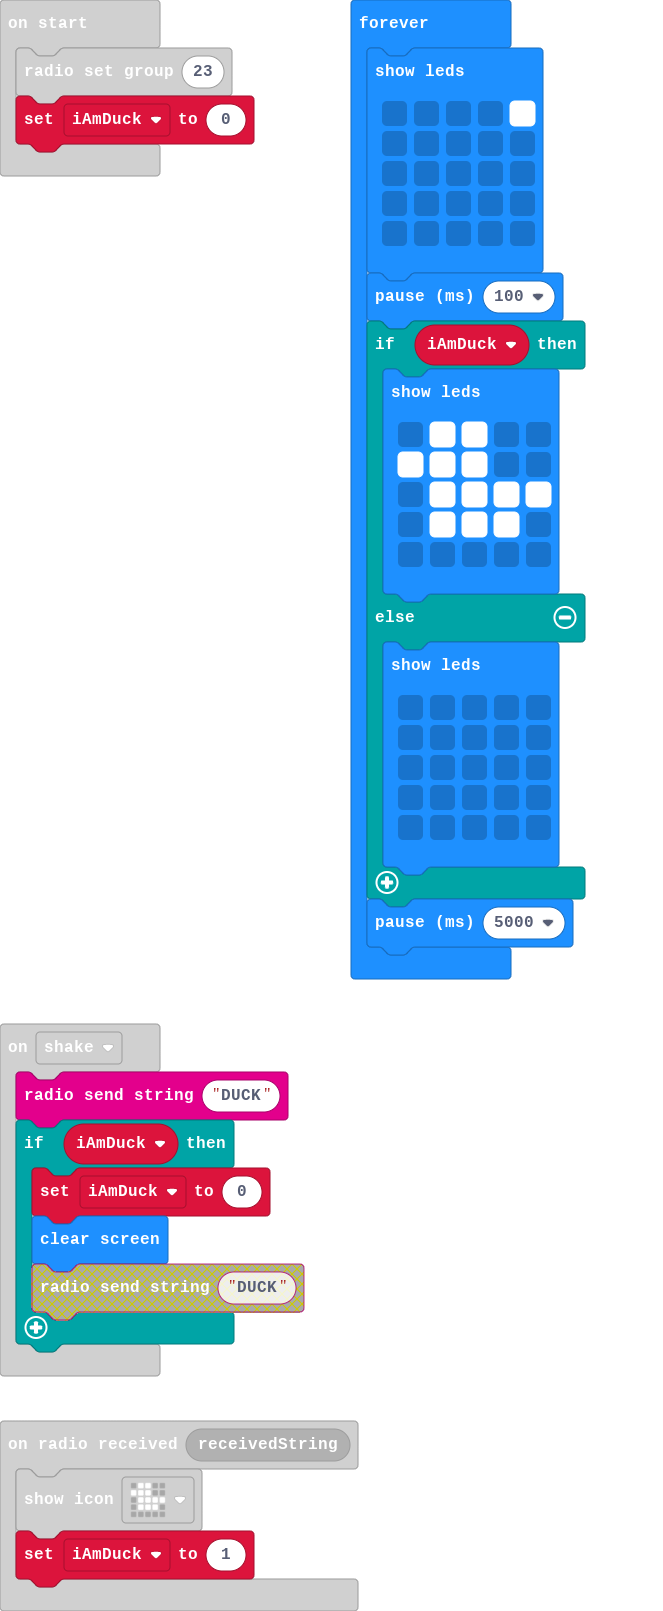 on start
radio set group 23
set iAmDuck to 0
forever
show leds
pause (ms) 100
if iAmDuck then
show leds
else
show leds
pause (ms) 5000
on shake
radio send string "DUCK"
if iAmDuck then
set iAmDuck to 0
clear screen
radio send string "DUCK"
on radio received receivedString
show icon
set iAmDuck to 1